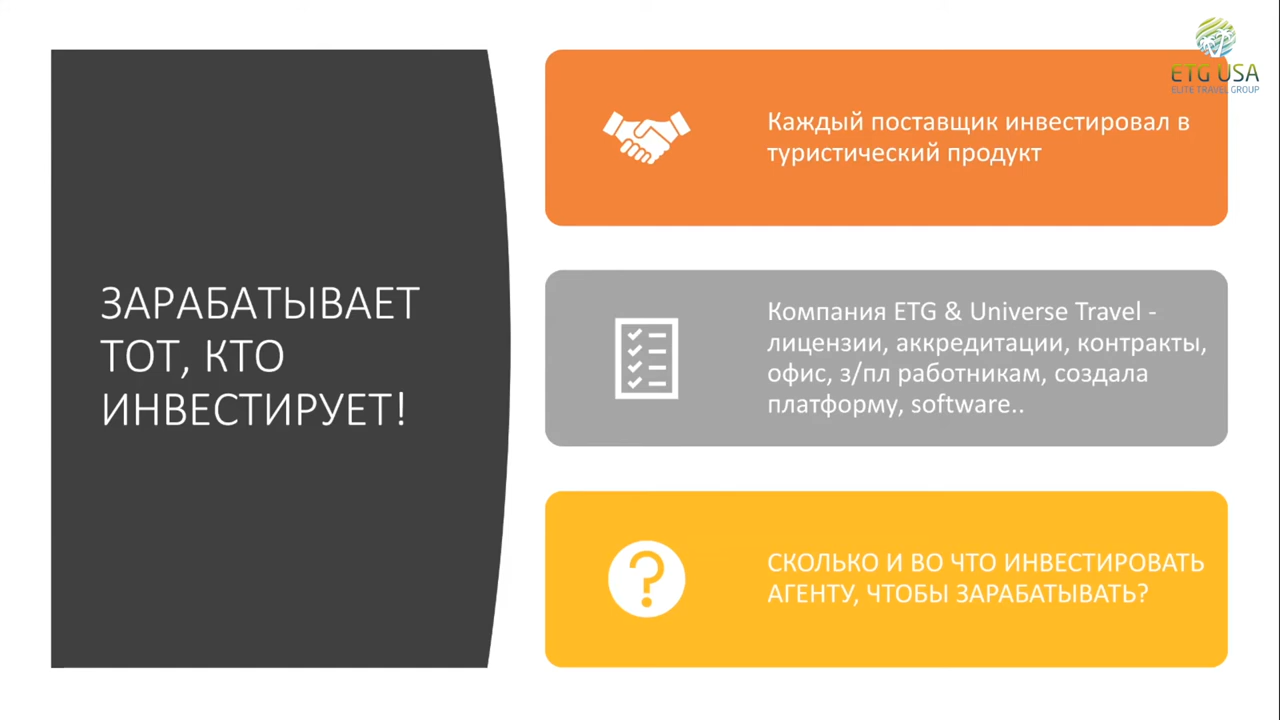 ETG USA
ELITE TRAVEL GROUP
ЗАРАБАТЫВАЕТ
ТОТ, КТО
ИНВЕСТИРУЕТ!
Каждый поставщик инвестировал в
туристический продукт
Компания ETG & Universe Travel -
лицензии, аккредитации, контракты,
офис, з/пл работникам, создала
платформу, software..
СКОЛЬКО И ВО ЧТО ИНВЕСТИРОВАТЬ
АГЕНТУ, ЧТОБЫ ЗАРАБАТЫВАТЬ?